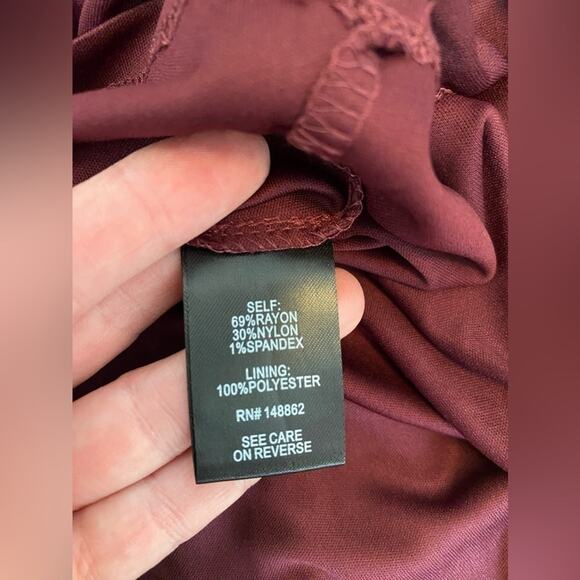 SELF:
69%RAYON
30%NYLON
1%SPANDEX
LINING:
100%POLYESTER
RN# 148862
SEE CARE
ON REVERSE